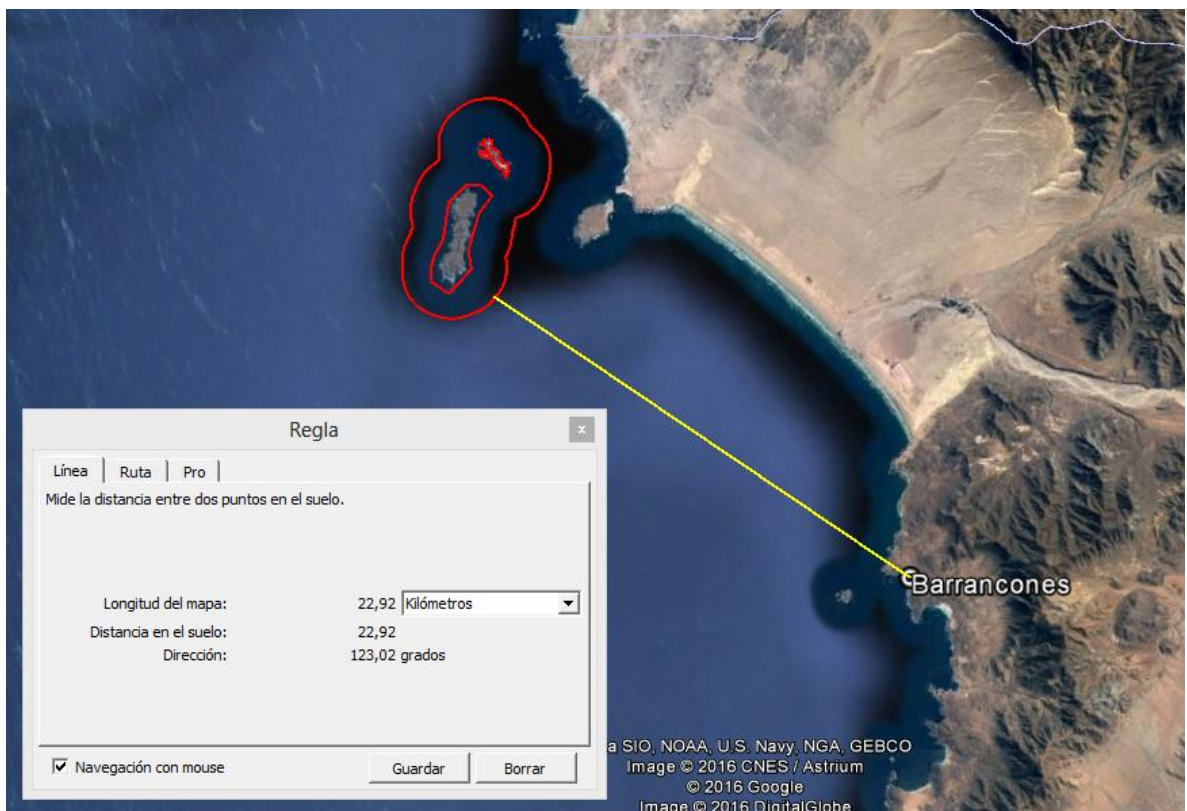 Regla
x
Línea
Ruta
Pro
Mide la distancia entre dos puntos en el suelo.
Longitud del mapa: 22,92 Kilómetros
Distancia en el suelo: 22,92
Dirección: 123,02 grados
Navegación con mouse
Guardar
Borrar
Barrancones
a SIO, NOAA, U.S. Navy, NGA, GEBCO
Image © 2016 CNES / Astrium
© 2016 Google
Image © 2016 DigitalGlobe